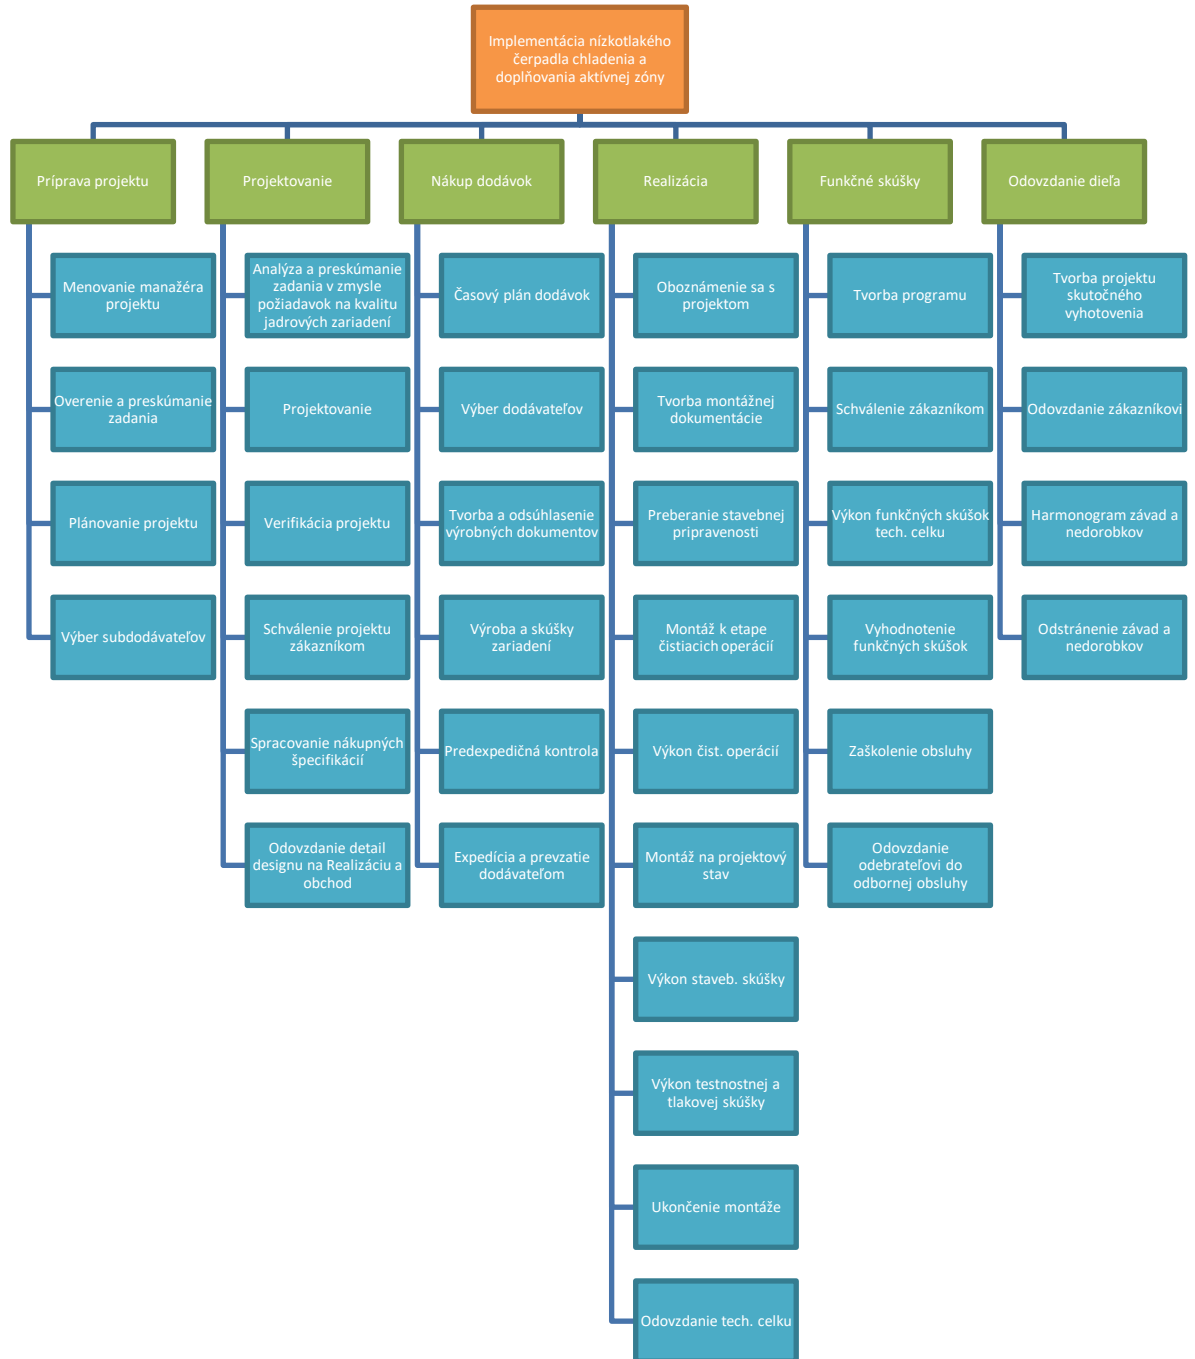 Implementácia nízkotlakého
čerpadla chladenia a
doplňovania aktívnej zóny
Príprava projektu
Projektovanie
Nákup dodávok
Realizácia
Funkčné skúšky
Odovzdanie dieľa
Menovanie manažéra
projektu
Overenie a preskúmanie
zadania
Plánovanie projektu
Výber subdodávateľov
Analýza a preskúmanie
zadania v zmysle
požiadavok na kvalitu
jadrových zariadení
Projektovanie
Verifikácia projektu
Schválenie projektu
zákazníkom
Spracovanie nákupných
špecifikácií
Odovzdanie detail
designu na Realizáciu a
obchod
Časový plán dodávok
Výber dodávateľov
Tvorba a odsúhlasenie
výrobných dokumentov
Výroba a skúšky
zariadení
Predexpedičná kontrola
Expedícia a prevzatie
dodávateľom
Oboznámenie sa s
projektom
Tvorba montážnej
dokumentácie
Preberanie stavebnej
pripravenosti
Montáž k etape
čistiacich operácií
Výkon čist. operácií
Montáž na projektový
stav
Výkon staveb. skúšky
Výkon testnostnej a
tlakovej skúšky
Ukončenie montáže
Odovzdanie tech. celku
Tvorba programu
Schválenie zákazníkom
Výkon funkčných skúšok
tech. celku
Vyhodnotenie
funkčných skúšok
Zaškolenie obsluhy
Odovzdanie
odebrateľovi do
odbornej obsluhy
Tvorba projektu
skutočného
vyhotovenia
Odovzdanie zákazníkovi
Harmonogram závad a
nedorobkov
Odstránenie závad a
nedorobkov